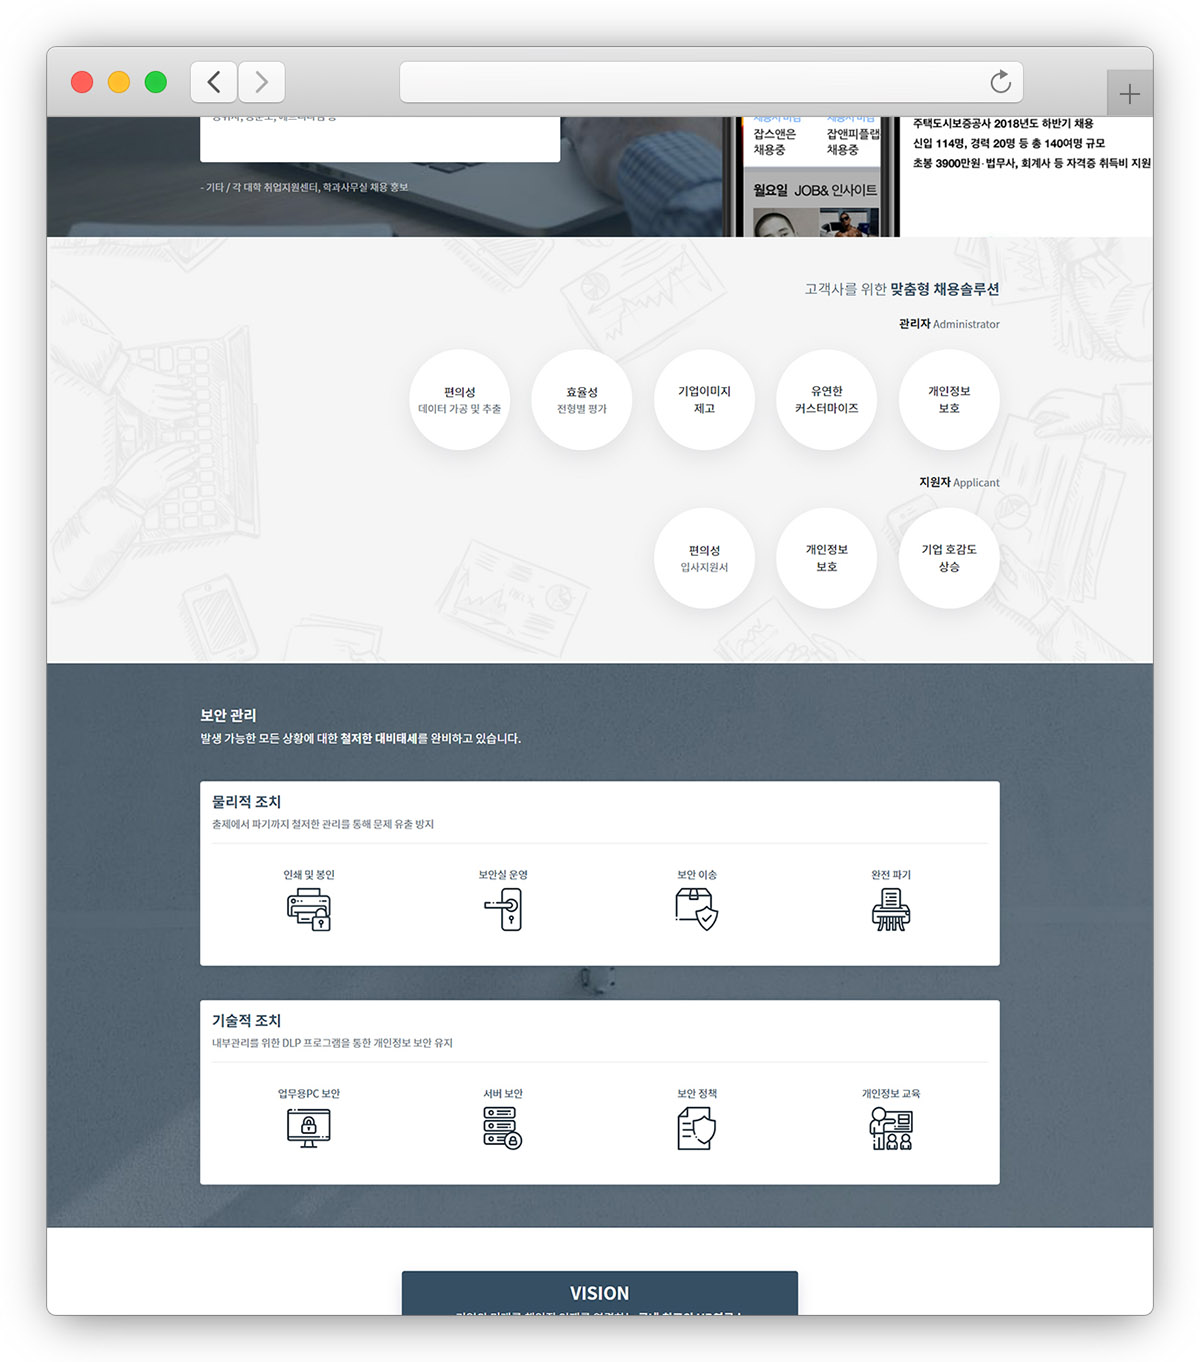 - 기타 / 각 대학 취업지원센터, 학과사무실 채용 홍보
잡스앤은
채용중
잡앤피플랩
채용중
월요일 JOB& 인사이트
주택도시보증공사 2018년도 하반기 채용
신입 114명, 경력 20명 등 총 140여명 규모
초봉 3900만원·법무사, 회계사 등 자격증 취득비 지원
고객사를 위한 맞춤형 채용솔루션
관리자 Administrator
편의성
데이터 가공 및 추출
효율성
전형별 평가
기업이미지
제고
유연한
커스터마이즈
개인정보
보호
지원자 Applicant
편의성
입사지원서
개인정보
보호
기업 호감도
상승
보안 관리
발생 가능한 모든 상황에 대한 철저한 대비태세를 완비하고 있습니다.
물리적 조치
출제에서 파기까지 철저한 관리를 통해 문제 유출 방지
인쇄 및 봉인
보안실 운영
보안 이송
완전 파기
기술적 조치
내부관리를 위한 DLP 프로그램을 통한 개인정보 보안 유지
업무용PC 보안
서버 보안
보안 정책
개인정보 교육
VISION